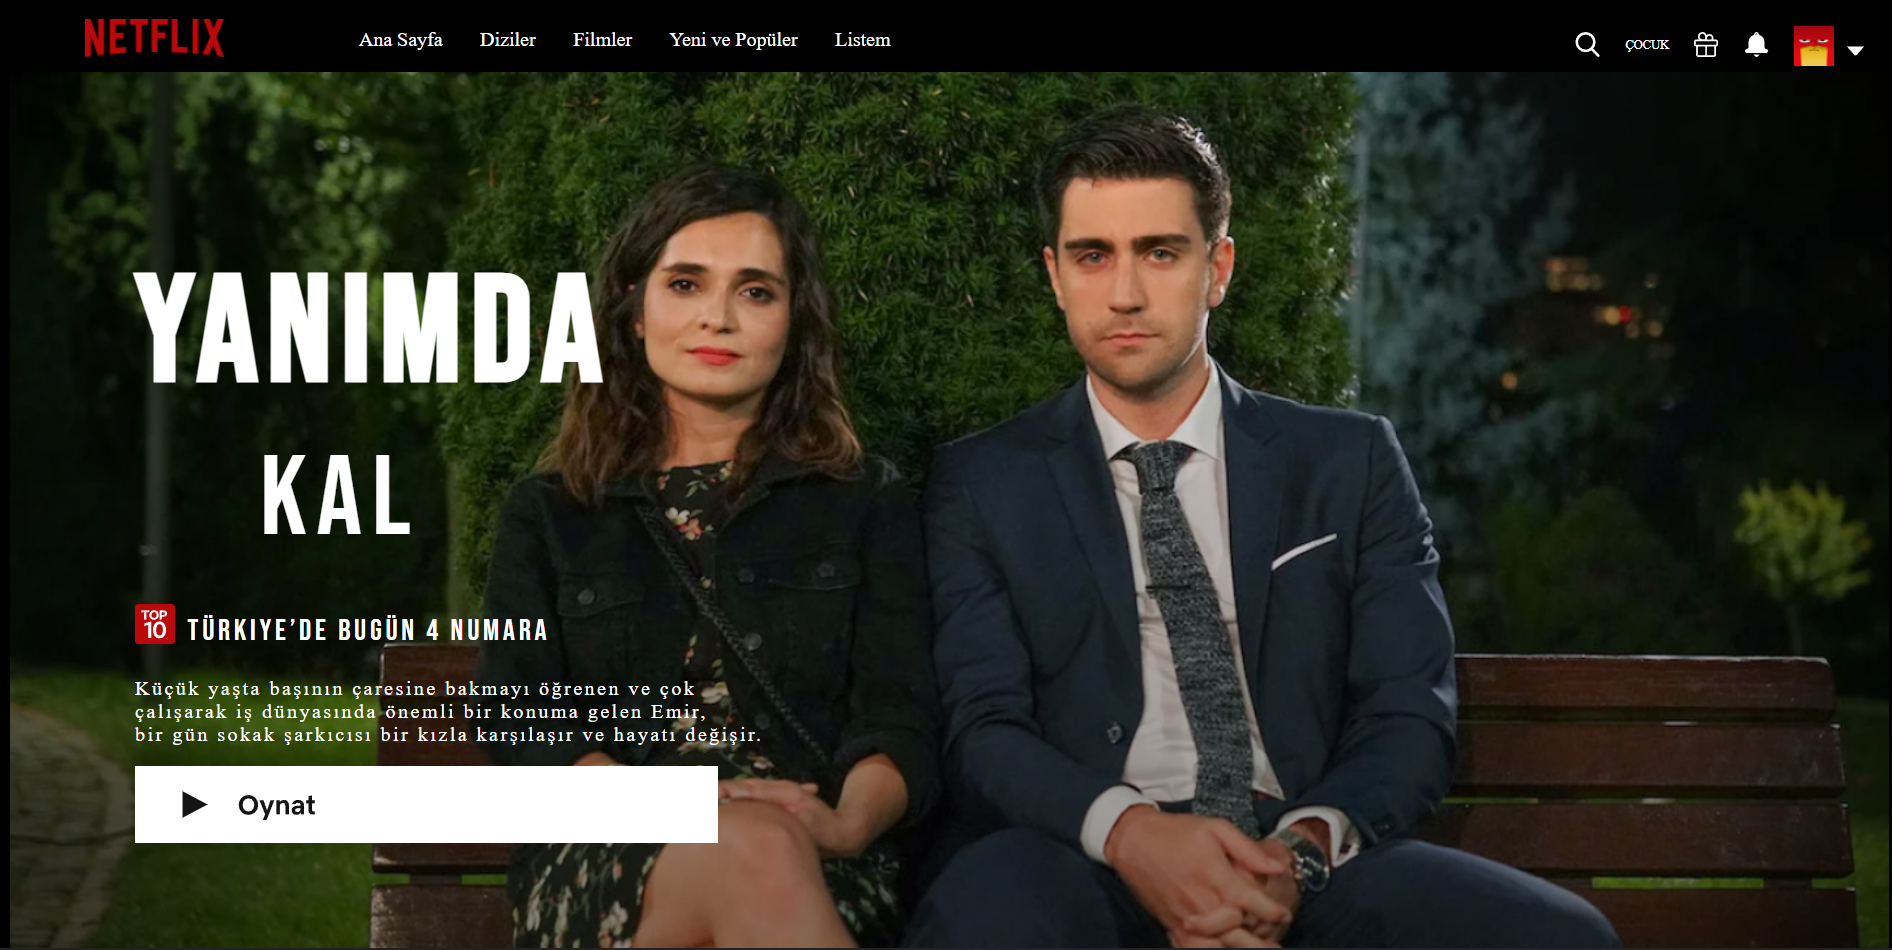 NETFLIX
Ana Sayfa Diziler Filmler Yeni ve Popüler Listem
ÇOCUK
YANIMDA
KAL
TOP
10
TÜRKIYE'DE BUGÜN 4 NUMARA
Küçük yaşta başının çaresine bakmayı öğrenen ve çok
çalışarak iş dünyasında önemli bir konuma gelen Emir,
bir gün sokak şarkıcısı bir kızla karşılaşır ve hayatı değişir.
Oynat